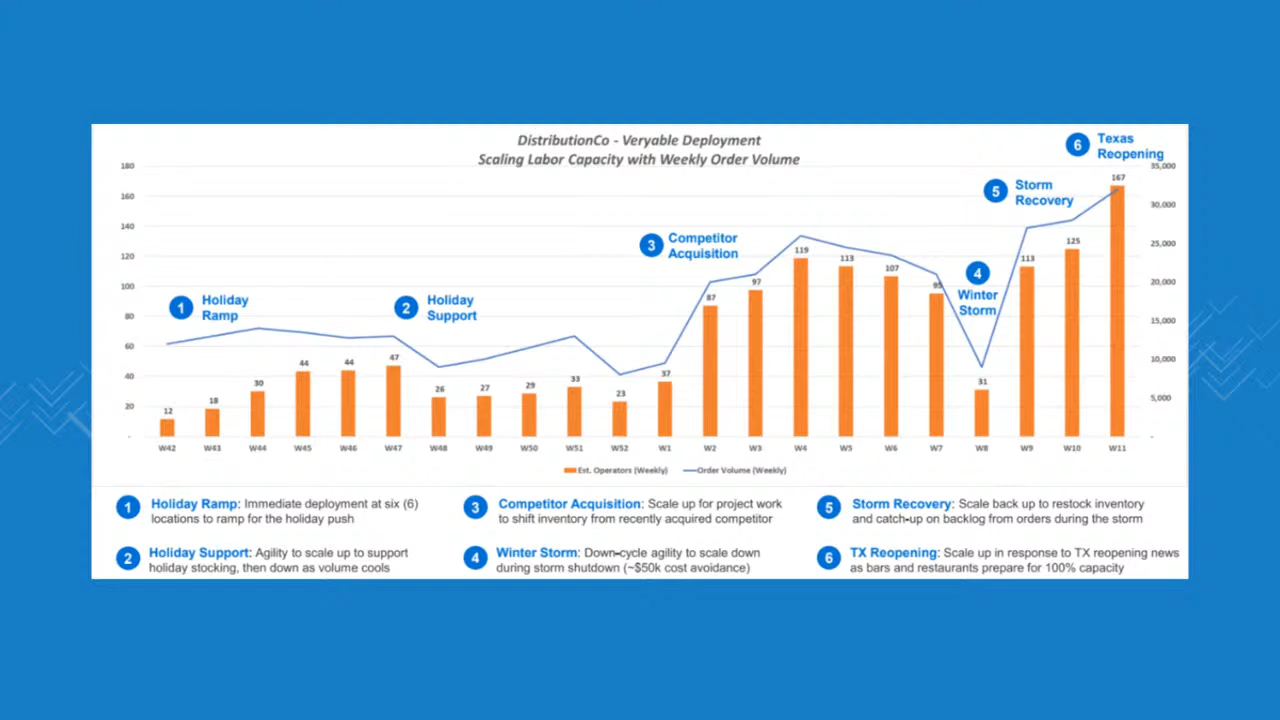 DistributionCo - Veryable Deployment
Scaling Labor Capacity with Weekly Order Volume
6 Texas
Reopening
180
160
140
120
100
80
60
40
20
-
35,000
30,000
25,000
20,000
15,000
10,000
5,000
-
1 Holiday
Ramp
2 Holiday
Support
3 Competitor
Acquisition
4
Winter
Storm
5 Storm
Recovery
12 18 30 44 44 47 26 27 29 33 23 37 87 97 119 113 107 95 31 113 125 167
W42 W43 W44 W45 W46 W47 W48 W49 W50 W51 W52 W1 W2 W3 W4 W5 W6 W7 W8 W9 W10 W11
Est. Operators (Weekly) Order Volume (Weekly)
1 Holiday Ramp: Immediate deployment at six (6)
locations to ramp for the holiday push
2 Holiday Support: Agility to scale up to support
holiday stocking, then down as volume cools
3 Competitor Acquisition: Scale up for project work
to shift inventory from recently acquired competitor
4 Winter Storm: Down-cycle agility to scale down
during storm shutdown (~$50k cost avoidance)
5 Storm Recovery: Scale back up to restock inventory
and catch-up on backlog from orders during the storm
6 TX Reopening: Scale up in response to TX reopening news
as bars and restaurants prepare for 100% capacity